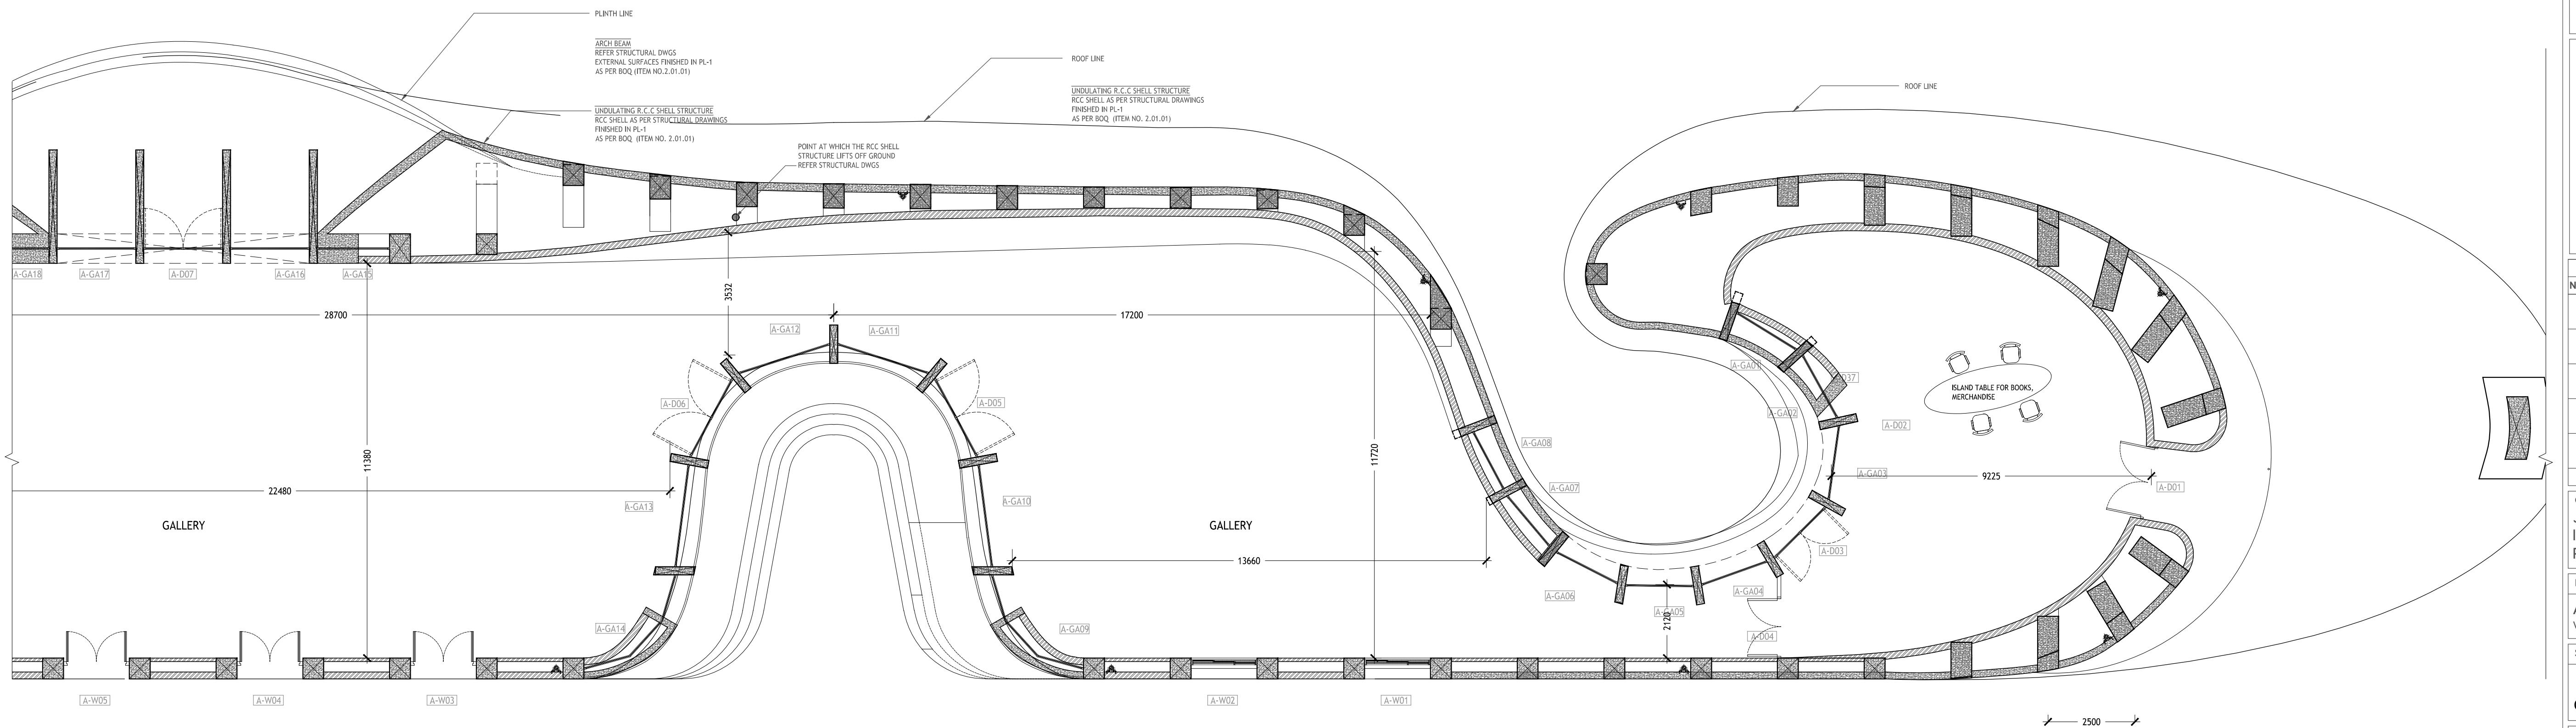 PLINTH LINE
ARCH BEAM
REFER STRUCTURAL DWGS
EXTERNAL SURFACES FINISHED IN PL-1
AS PER BOQ (ITEM NO.2.01.01)
UNDULATING R.C.C SHELL STRUCTURE
RCC SHELL AS PER STRUCTURAL DRAWINGS
FINISHED IN PL-1
AS PER BOQ (ITEM NO. 2.01.01)
ROOF LINE
UNDULATING R.C.C SHELL STRUCTURE
RCC SHELL AS PER STRUCTURAL DRAWINGS
FINISHED IN PL-1
AS PER BOQ (ITEM NO. 2.01.01)
ROOF LINE
POINT AT WHICH THE RCC SHELL
STRUCTURE LIFTS OFF GROUND
REFER STRUCTURAL DWGS
A-GA18
A-GA17
A-D07
A-GA16
A-GA15
3532
28700
17200
A-GA12
A-GA11
A-GA01
A-D06
A-D05
A-GA02
A-D02
ISLAND TABLE FOR BOOKS,
MERCHANDISE
11380
11720
A-GA08
A-GA03
9225
A-D01
22480
A-GA13
A-GA10
A-GA07
GALLERY
GALLERY
13660
A-D03
A-GA06
A-GA05
A-GA04
2120
A-D04
A-GA14
A-GA09
A-W05
A-W04
A-W03
A-W02
A-W01
2500